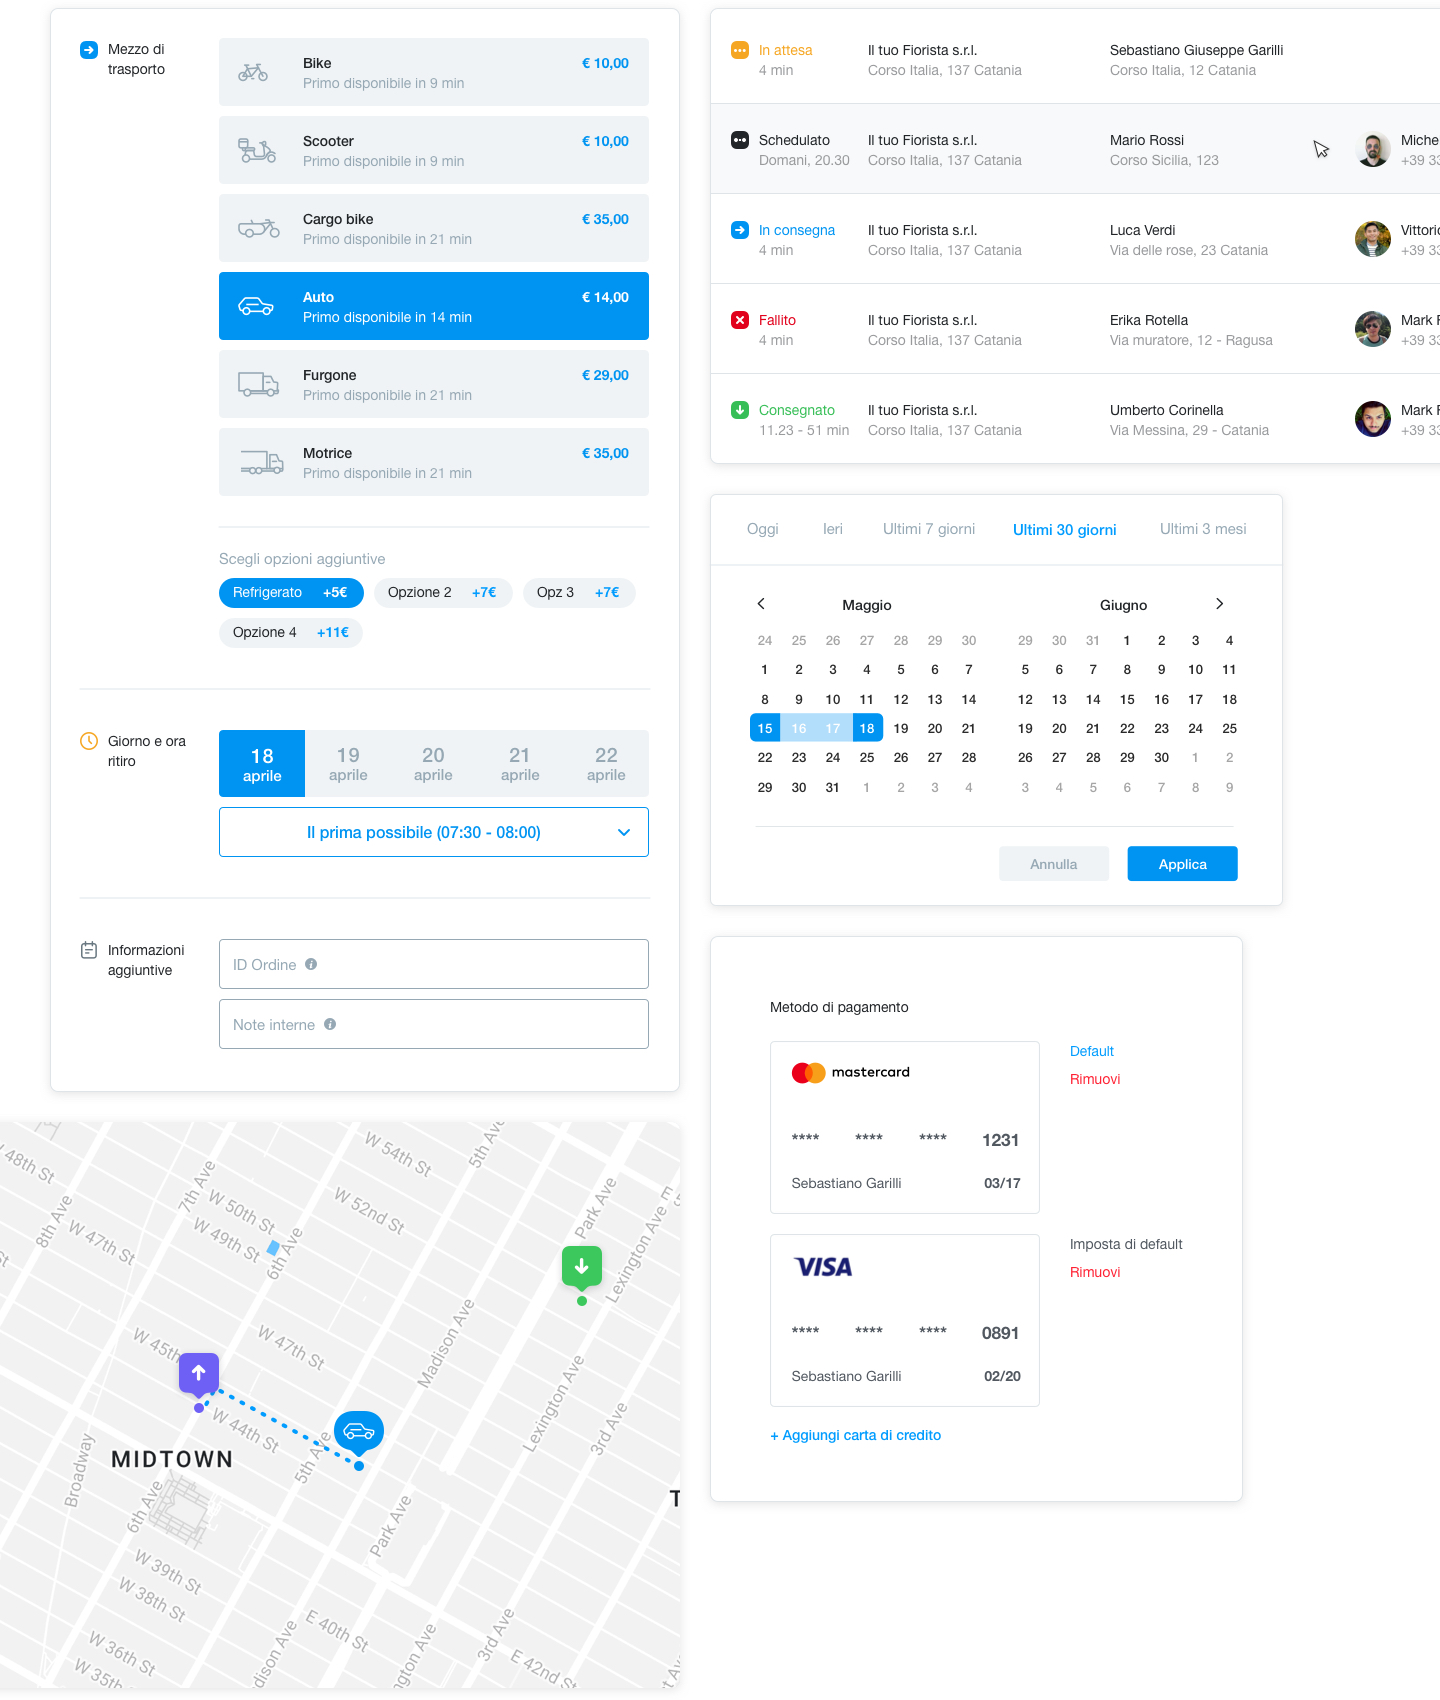 Mezzo di
trasporto
Bike
€ 10,00
Primo disponibile in 9 min
Scooter
€ 10,00
Primo disponibile in 9 min
Cargo bike
€ 35,00
Primo disponibile in 21 min
Auto
€ 14,00
Primo disponibile in 14 min
Furgone
€ 29,00
Primo disponibile in 21 min
Motrice
€ 35,00
Primo disponibile in 21 min
Scegli opzioni aggiuntive
Refrigerato +5€
Opzione 2 +7€
Opz 3 +7€
Opzione 4 +11€
Giorno e ora
ritiro
18 19 20 21 22
aprile aprile aprile aprile aprile
Il prima possibile (07:30 - 08:00)
Informazioni
aggiuntive
ID Ordine
Note interne
In attesa Il tuo Fiorista s.r.l. Sebastiano Giuseppe Garilli
4 min Corso Italia, 137 Catania Corso Italia, 12 Catania
Schedulato Il tuo Fiorista s.r.l. Mario Rossi Miche
Domani, 20.30 Corso Italia, 137 Catania Corso Sicilia, 123 +39 33
In consegna Il tuo Fiorista s.r.l. Luca Verdi Vittorio
4 min Corso Italia, 137 Catania Via delle rose, 23 Catania +39 33
Fallito Il tuo Fiorista s.r.l. Erika Rotella Mark
4 min Corso Italia, 137 Catania Via muratore, 12 - Ragusa +39 33
Consegnato Il tuo Fiorista s.r.l. Umberto Corinella Mark
11.23 - 51 min Corso Italia, 137 Catania Via Messina, 29 - Catania +39 33
Oggi Ieri Ultimi 7 giorni Ultimi 30 giorni Ultimi 3 mesi
Maggio
24 25 26 27 28 29 30
1 2 3 4 5 6 7
8 9 10 11 12 13 14
15 16 17 18 19 20 21
22 23 24 25 26 27 28
29 30 31 1 2 3 4
Giugno
29 30 31 1 2 3 4
5 6 7 8 9 10 11
12 13 14 15 16 17 18
19 20 21 22 23 24 25
26 27 28 29 30 1 2
3 4 5 6 7 8 9
Annulla Applica
Metodo di pagamento
mastercard
**** **** **** 1231
Sebastiano Garilli 03/17
Default
Rimuovi
VISA
**** **** **** 0891
Sebastiano Garilli 02/20
Imposta di default
Rimuovi
+ Aggiungi carta di credito
W 54th St
5th Ave
48th St
7th Ave
W 50th St
W 52nd St
Park Ave
8th Ave
W 47th St
W 49th St
6th Ave
Lexington Ave
W 45th
W 47th St
Madison Ave
W 44th St
Lexington Ave
3rd Ave
MIDTOWN
5th Ave
Broadway
6th Ave
Park Ave
T
W 39th St
W 38th St
E 40th St
3rd Ave
W 36th St
W 35th St
dison Ave
ngton Ave
E 42nd St